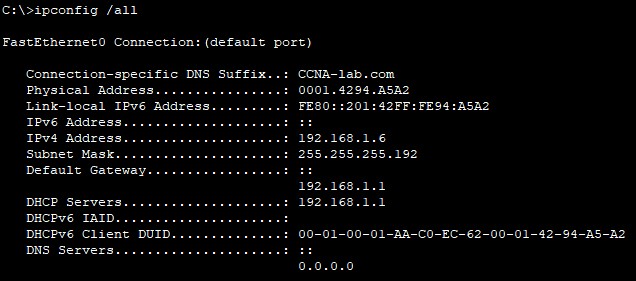 C:\>ipconfig /all
FastEthernet0 Connection:(default port)
Connection-specific DNS Suffix..: CCNA-lab.com
Physical Address................: 0001.4294.A5A2
Link-local IPv6 Address.........: FE80::201:42FF:FE94:A5A2
IPv6 Address....................: ::
IPv4 Address....................: 192.168.1.6
Subnet Mask.....................: 255.255.255.192
Default Gateway.................: ::
192.168.1.1
DHCP Servers....................: 192.168.1.1
DHCPv6 IAID.....................:
DHCPv6 Client DUID..............: 00-01-00-01-AA-C0-EC-62-00-01-42-94-A5-A2
DNS Servers.....................: ::
0.0.0.0